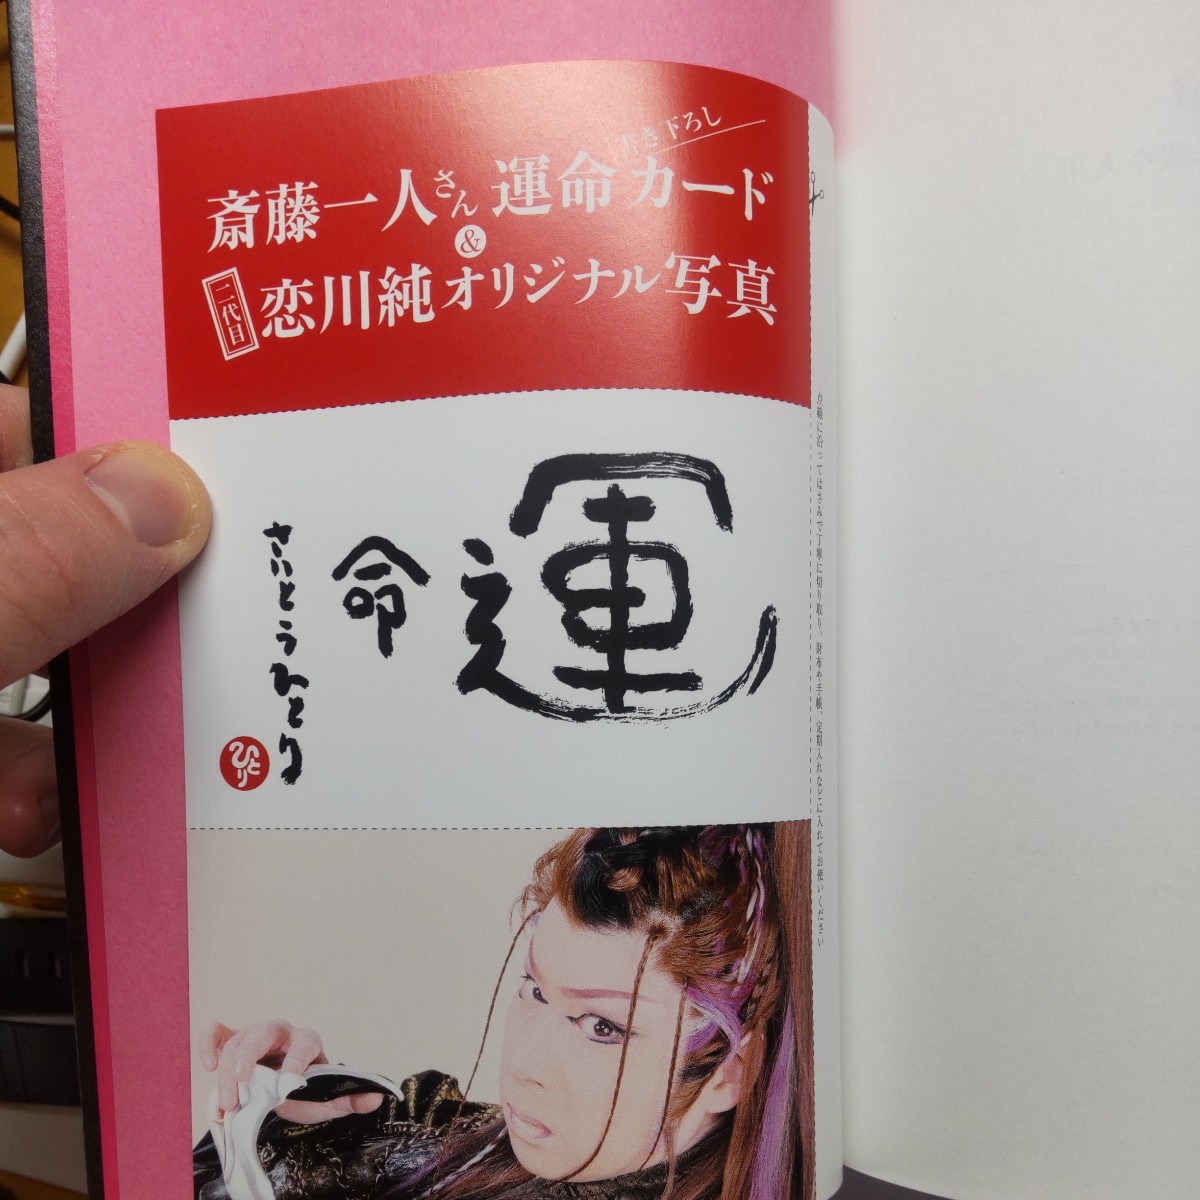 書き下ろし
斎藤一人さん運命カード
&
二代目恋川純オリジナル写真
運命
さいとうひとり
ひとり
点線に沿ってはさみで丁寧に切り取り、財布や手帳、定期入れなどに入れてお使いください